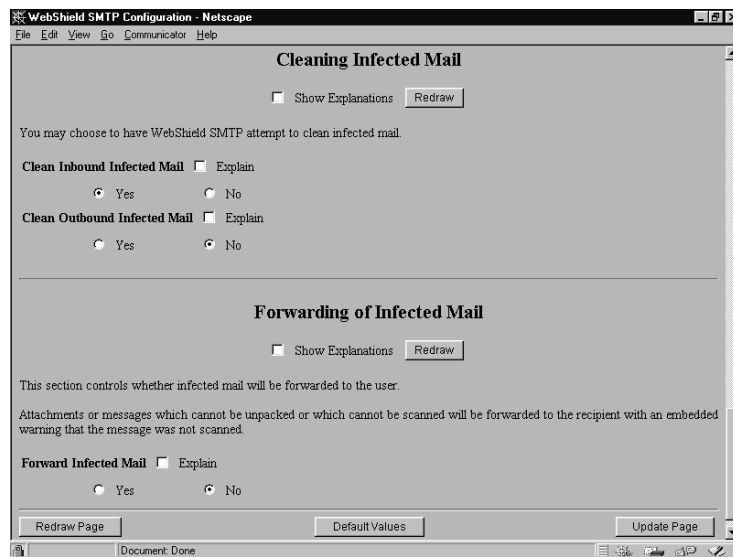 WebShield SMTP Configuration - Netscape
File Edit View Go Communicator Help
Cleaning Infected Mail
Show Explanations Redraw
You may choose to have WebShield SMTP attempt to clean infected mail.
Clean Inbound Infected Mail Explain
Yes No
Clean Outbound Infected Mail Explain
Yes No
Forwarding of Infected Mail
Show Explanations Redraw
This section controls whether infected mail will be forwarded to the user.
Attachments or messages which cannot be unpacked or which cannot be scanned will be forwarded to the recipient with an embedded
warning that the message was not scanned.
Forward Infected Mail Explain
Yes No
Redraw Page Default Values Update Page
Document: Done